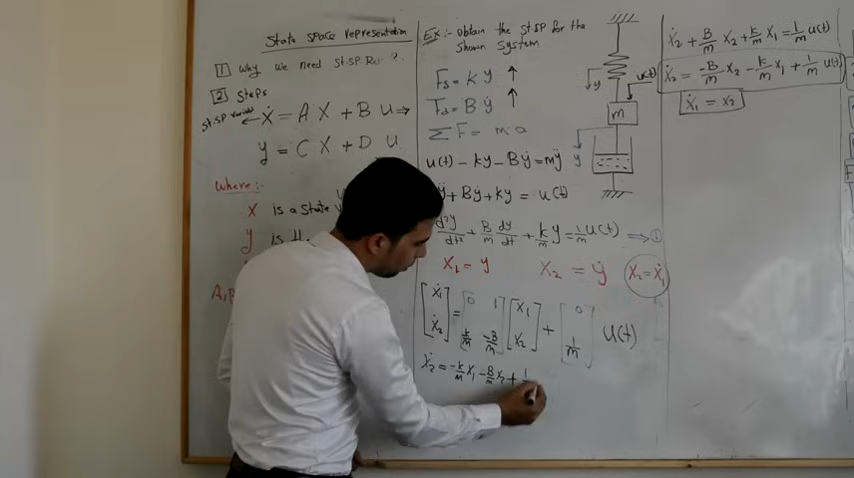 State space representation
1 why we need st.SP Rep ?
2 Steps
st.SP variable ← Ẋ = A X + B U ⇒
y = C X + D U
Where:-
X is a state
y is
A, B
Ex:- obtain the st.SP for the
shown system
Fs = K y ↑
Fd = B ẏ ↑
∑ F = m a
u(t) - ky - Bẏ = mÿ
ÿ + Bẏ + ky = u(t)
d²y/dt² + B/m dy/dt + k/m y = 1/m u(t) ⇒ ①
X₁ = y X₂ = ẏ X₂ = Ẋ₁
[Ẋ₁ Ẋ₂] = [0 1 k/m -B/m] [X₁ X₂] + [0 1/m] U(t)
Ẋ₂ = -k/m X₁ - B/m X₂ + 1
y
u(t)
m
y
Ẋ₂ + B/m X₂ + k/m X₁ = 1/m u(t)
Ẋ₂ = -B/m X₂ - k/m X₁ + 1/m u(t)
Ẋ₁ = X₂